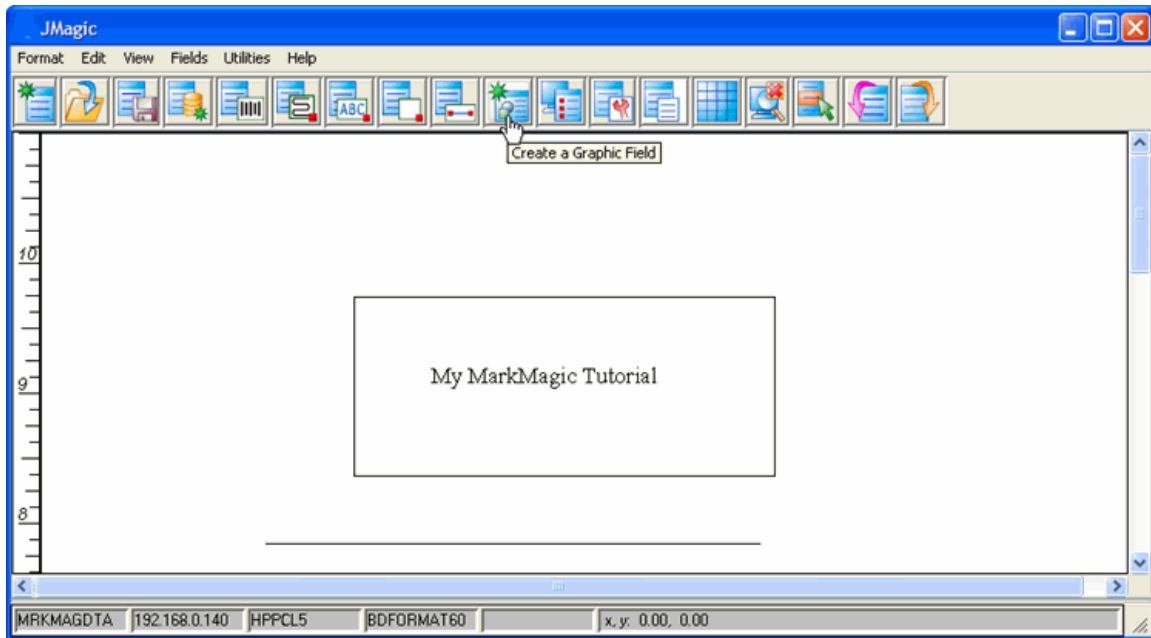 JMagic
Format Edit View Fields Utilities Help
ABC
Create a Graphic Field
10
My MarkMagic Tutorial
9
8
MRKMAGDTA 192.168.0.140 HPPCL5 BDFORMAT60 x, y: 0.00, 0.00